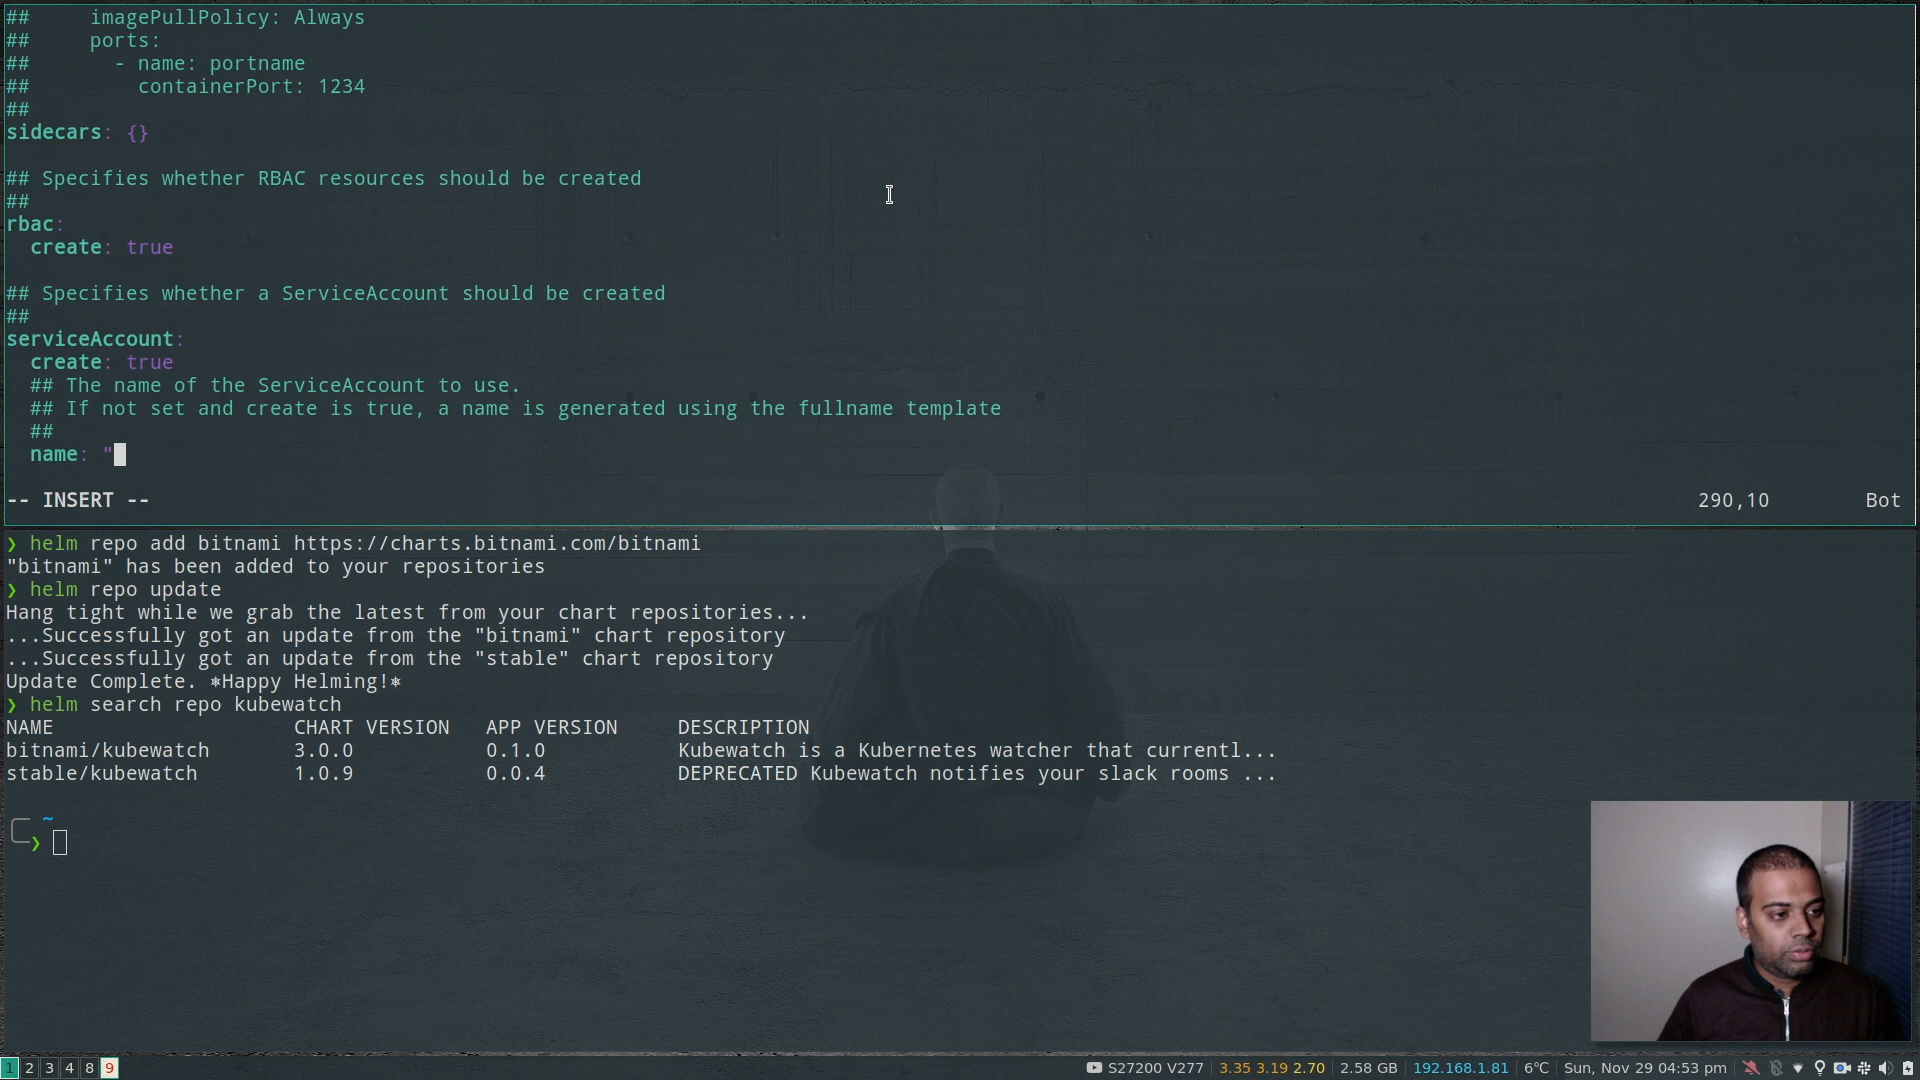 ##     imagePullPolicy: Always
##     ports:
##       - name: portname
##         containerPort: 1234
##
sidecars: {}
## Specifies whether RBAC resources should be created
##
rbac:
  create: true
## Specifies whether a ServiceAccount should be created
##
serviceAccount:
  create: true
  ## The name of the ServiceAccount to use.
  ## If not set and create is true, a name is generated using the fullname template
  ##
  name: "
-- INSERT -- 290,10 Bot
❯ helm repo add bitnami https://charts.bitnami.com/bitnami
"bitnami" has been added to your repositories
❯ helm repo update
Hang tight while we grab the latest from your chart repositories...
...Successfully got an update from the "bitnami" chart repository
...Successfully got an update from the "stable" chart repository
Update Complete. ⎈Happy Helming!⎈
❯ helm search repo kubewatch
NAME CHART VERSION APP VERSION DESCRIPTION
bitnami/kubewatch 3.0.0 0.1.0 Kubewatch is a Kubernetes watcher that currentl...
stable/kubewatch 1.0.9 0.0.4 DEPRECATED Kubewatch notifies your slack rooms ...
~
❯
1 2 3 4 8 9 S27200 V277 3.35 3.19 2.70 2.58 GB 192.168.1.81 6°C Sun, Nov 29 04:53 pm